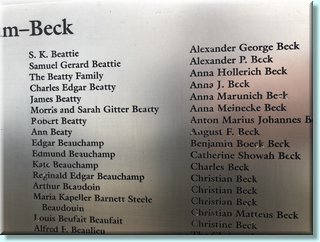 um–Beck
S. K. Beattie
Samuel Gerard Beattie
The Beatty Family
Charles Edgar Beatty
James Beatty
Morris and Sarah Gitter Beatty
Robert Beatty
Ann Beaty
Edgar Beauchamp
Edmund Beauchamp
Kate Beauchamp
Reginald Edgar Beauchamp
Arthur Beaudoin
Maria Kapeller Barnett Steele
Beaudouin
Louis Beufait Beaufait
Alfred F. Beaulieu
Alexander George Beck
Alexander P. Beck
Anna Hollerich Beck
Anna J. Beck
Anna Marunich Beck
Anna Meinecke Beck
Anton Marius Johannes B
August F. Beck
Benjamin Boeck Beck
Catherine Showah Beck
Charles Beck
Christian Beck
Christian Beck
Christian Beck
Christian Matteus Beck
Christine Beck